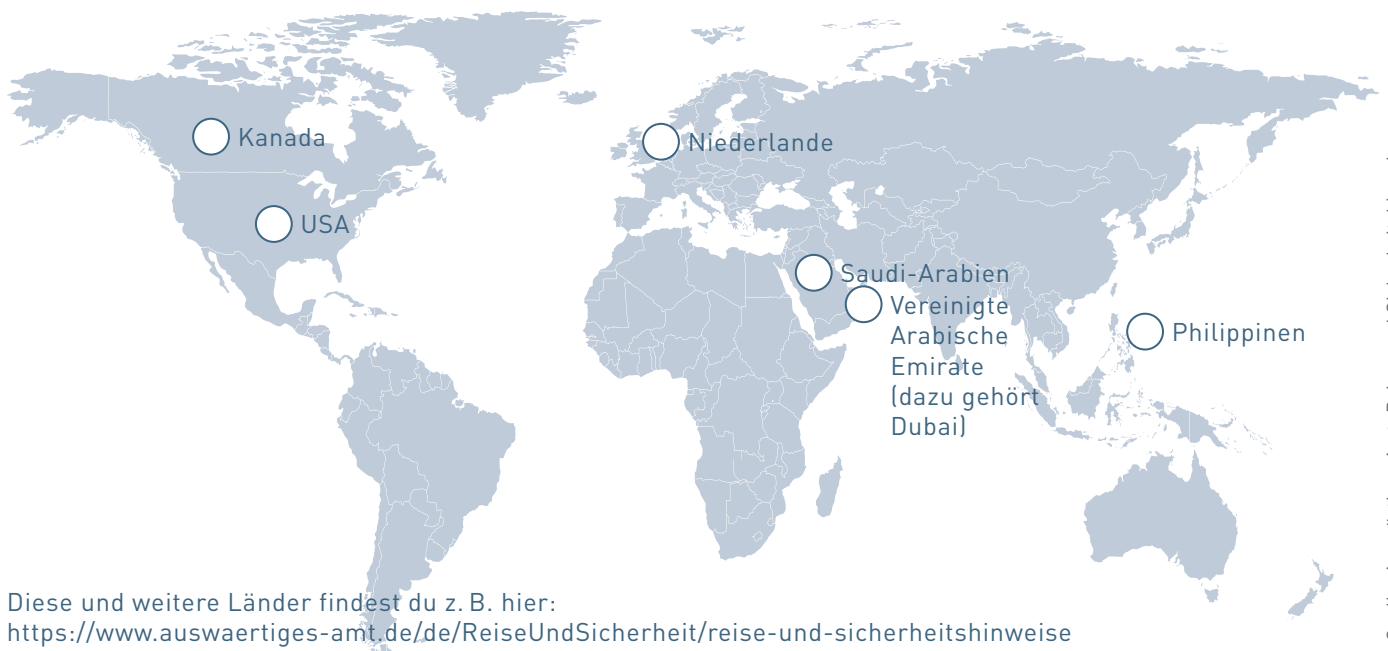 Kanada
Niederlande
USA
Saudi-Arabien
Vereinigte
Arabische
Emirate
(dazu gehört
Dubai)
Philippinen
Diese und weitere Länder findest du z. B. hier:
https://www.auswaertiges-amt.de/de/ReiseUndSicherheit/reise-und-sicherheitshinweise